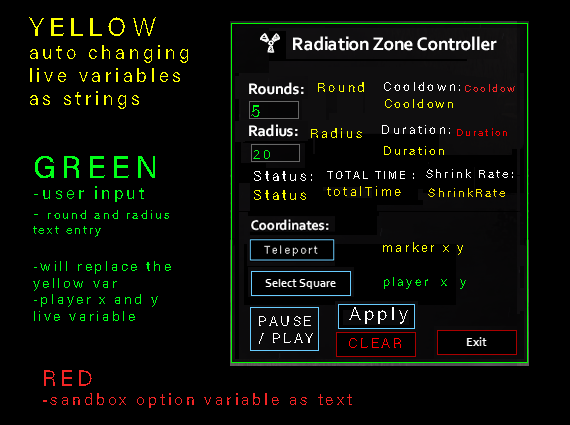 YELLOW
auto changing
live variables
as strings
GREEN
-user input
- round and radius
text entry
-will replace the
yellow var
-player x and y
live variable
RED
-sandbox option variable as text
Radiation Zone Controller
Rounds: Round Cooldown: Cooldow
5 Cooldown
Radius: Radius Duration: Duration
20 Duration
Status: TOTAL TIME : Shrink Rate:
Status totalTime ShrinkRate
Coordinates:
Teleport marker x y
Select Square player x y
PAUSE
/ PLAY
Apply
CLEAR
Exit